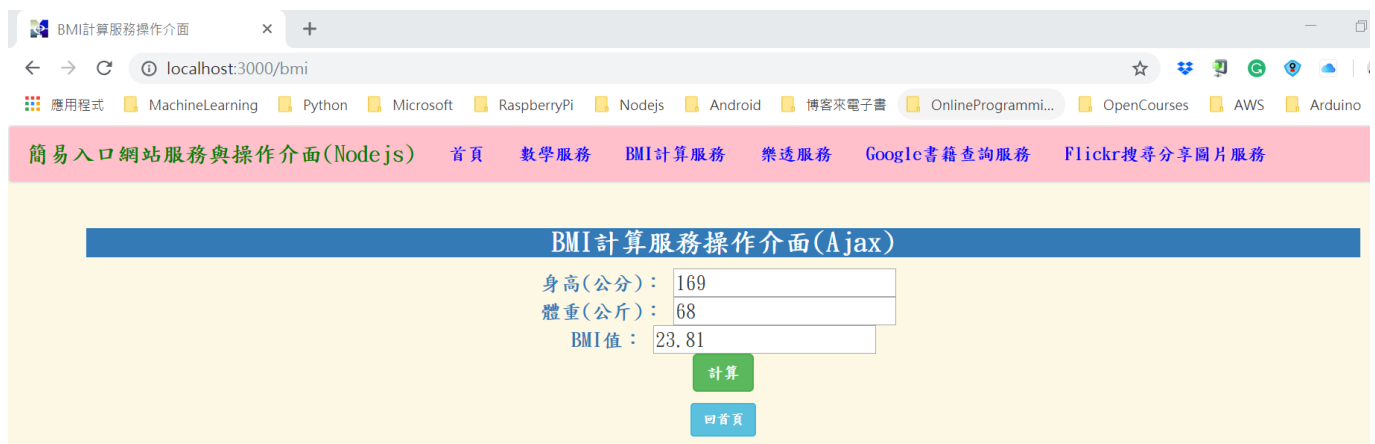 BMI計算服務操作介面
localhost:3000/bmi
應用程式 MachineLearning Python Microsoft RaspberryPi Nodejs Android 博客來電子書 OnlineProgrammi... OpenCourses AWS Arduino
簡易入口網站服務與操作介面(Nodejs) 首頁 數學服務 BMI計算服務 樂透服務 Google書籍查詢服務 Flickr搜尋分享圖片服務
BMI計算服務操作介面(Ajax)
身高(公分)： 169
體重(公斤)： 68
BMI值： 23.81
計算
回首頁